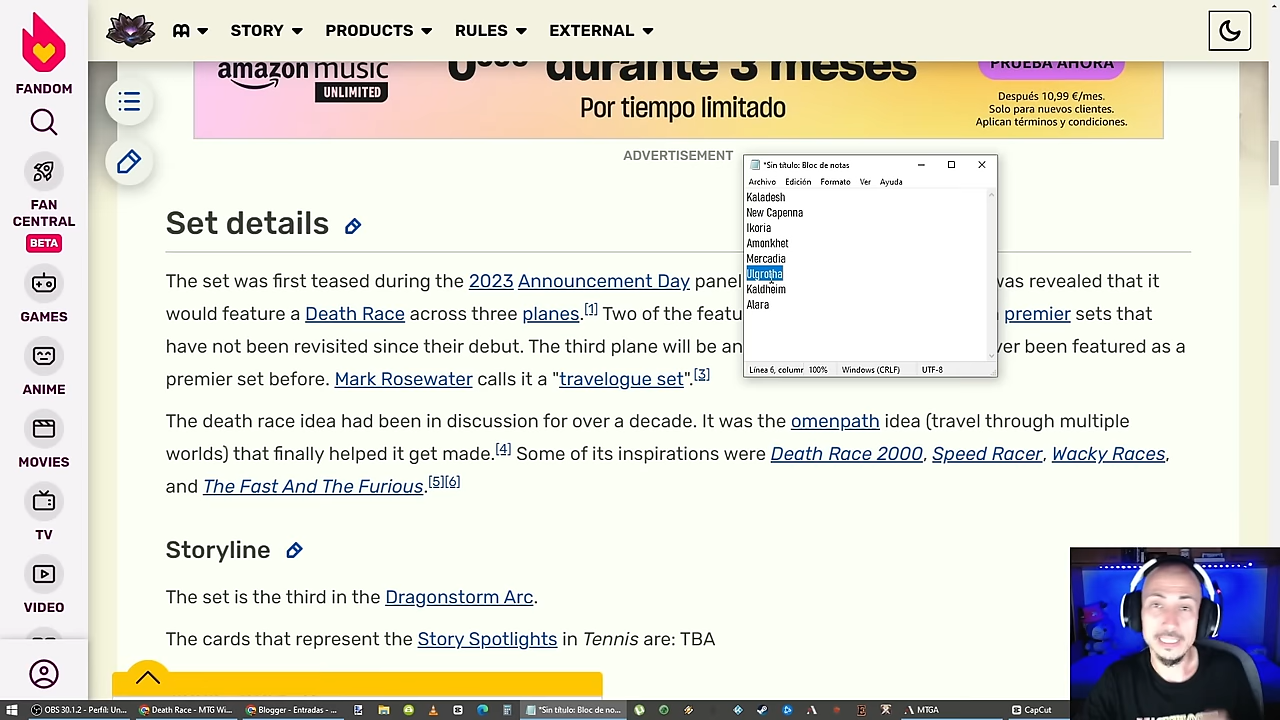 STORY
PRODUCTS
RULES
EXTERNAL
FANDOM
FAN
CENTRAL
BETA
GAMES
ANIME
MOVIES
TV
VIDEO
amazon music
UNLIMITED
durante 3 meses
Por tiempo limitado
PRUEBA AHORA
Después 10,99 €/mes.
Solo para nuevos clientes.
Aplican términos y condiciones.
ADVERTISEMENT
*Sin título: Bloc de notas
Archivo Edición Formato Ver Ayuda
Kaladesh
New Capenna
Ikoria
Amonkhet
Mercadia
Ulgrotha
Kaldheim
Alara
Línea 6, column 100% Windows (CRLF) UTF-8
Set details
The set was first teased during the 2023 Announcement Day panel was revealed that it
would feature a Death Race across three planes.[1] Two of the featu premier sets that
have not been revisited since their debut. The third plane will be an ver been featured as a
premier set before. Mark Rosewater calls it a "travelogue set".[3]
The death race idea had been in discussion for over a decade. It was the omenpath idea (travel through multiple
worlds) that finally helped it get made.[4] Some of its inspirations were Death Race 2000, Speed Racer, Wacky Races,
and The Fast And The Furious.[5][6]
Storyline
The set is the third in the Dragonstorm Arc.
The cards that represent the Story Spotlights in Tennis are: TBA
OBS 30.1.2 - Perfil: Un... Death Race - MTG Wi... Blogger - Entradas - ... *Sin título: Bloc de no... MTGA CapCut